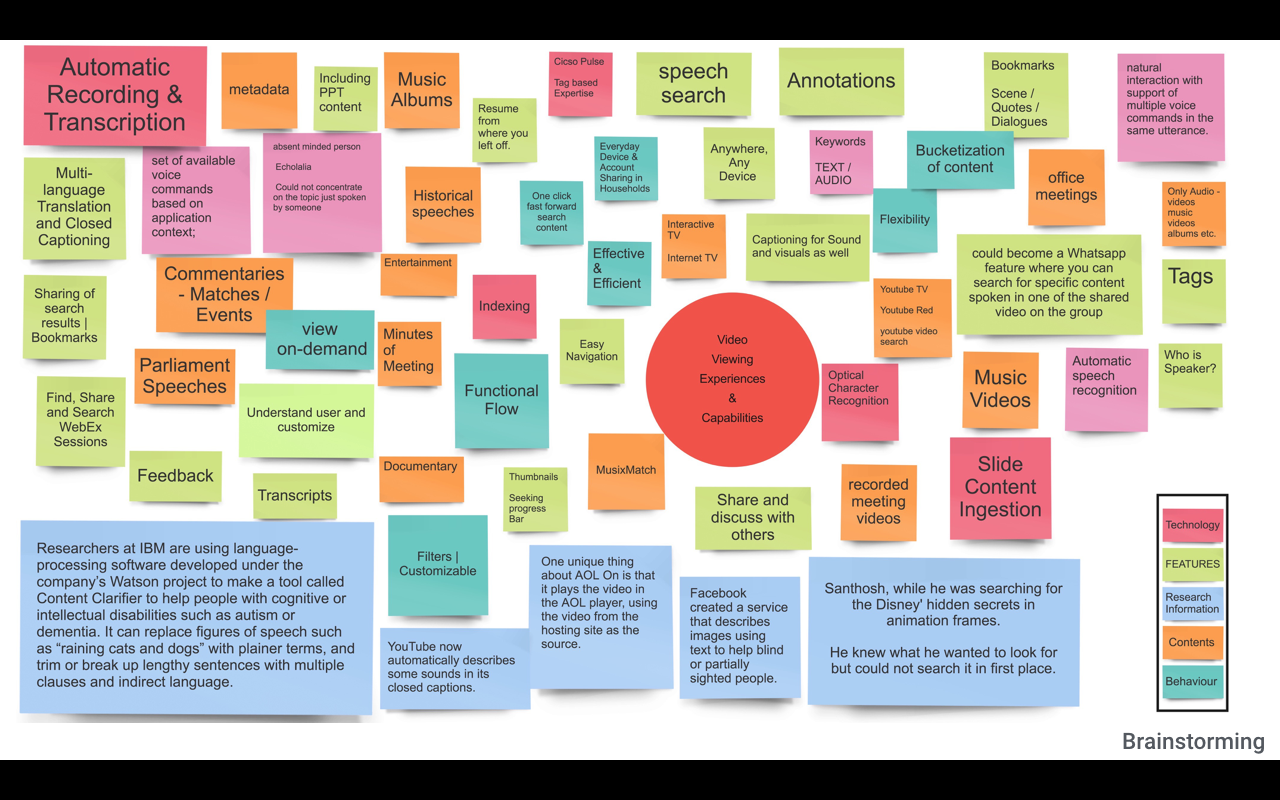 Automatic
Recording &
Transcription
metadata
Including
PPT
content
Music
Albums
Resume
from
where you
left off.
Cicso Pulse
Tag based
Expertise
speech
search
Annotations
Bookmarks
Scene /
Quotes /
Dialogues
natural
interaction with
support of
multiple voice
commands in
the same utterance.
Multi-
language
Translation
and Closed
Captioning
set of available
voice
commands
based on
application
context;
absent minded person
Echolalia
Could not concentrate
on the topic just spoken
by someone
Historical
speeches
One click
fast forward
search
content
Everyday
Device &
Account
Sharing in
Households
Anywhere,
Any
Device
Keywords
TEXT /
AUDIO
Bucketization
of content
office
meetings
Only Audio -
videos
music
videos
albums etc.
Flexibility
Interactive
TV
Internet TV
Captioning for Sound
and visuals as well
could become a Whatsapp
feature where you can
search for specific content
spoken in one of the shared
video on the group
Tags
Sharing of
search
results |
Bookmarks
Commentaries
- Matches /
Events
Entertainment
Effective
&
Efficient
Indexing
view
on-demand
Minutes
of
Meeting
Easy
Navigation
Youtube TV
Youtube Red
youtube video
search
Video
Viewing
Experiences
&
Capabilities
Parliament
Speeches
Functional
Flow
Optical
Character
Recognition
Music
Videos
Automatic
speech
recognition
Who is
Speaker?
Find, Share
and Search
WebEx
Sessions
Understand user and
customize
Feedback
Transcripts
Documentary
Thumbnails
Seeking
progress
Bar
MusixMatch
Share and
discuss with
others
recorded
meeting
videos
Slide
Content
Ingestion
Technology
FEATURES
Research
Information
Contents
Behaviour
Researchers at IBM are using language-
processing software developed under the
company's Watson project to make a tool called
Content Clarifier to help people with cognitive or
intellectual disabilities such as autism or
dementia. It can replace figures of speech such
as “raining cats and dogs” with plainer terms, and
trim or break up lengthy sentences with multiple
clauses and indirect language.
Filters |
Customizable
YouTube now
automatically describes
some sounds in its
closed captions.
One unique thing
about AOL On is that
it plays the video in
the AOL player, using
the video from the
hosting site as the
source.
Facebook
created a service
that describes
images using
text to help blind
or partially
sighted people.
Santhosh, while he was searching for
the Disney' hidden secrets in
animation frames.
He knew what he wanted to look for
but could not search it in first place.
Brainstorming